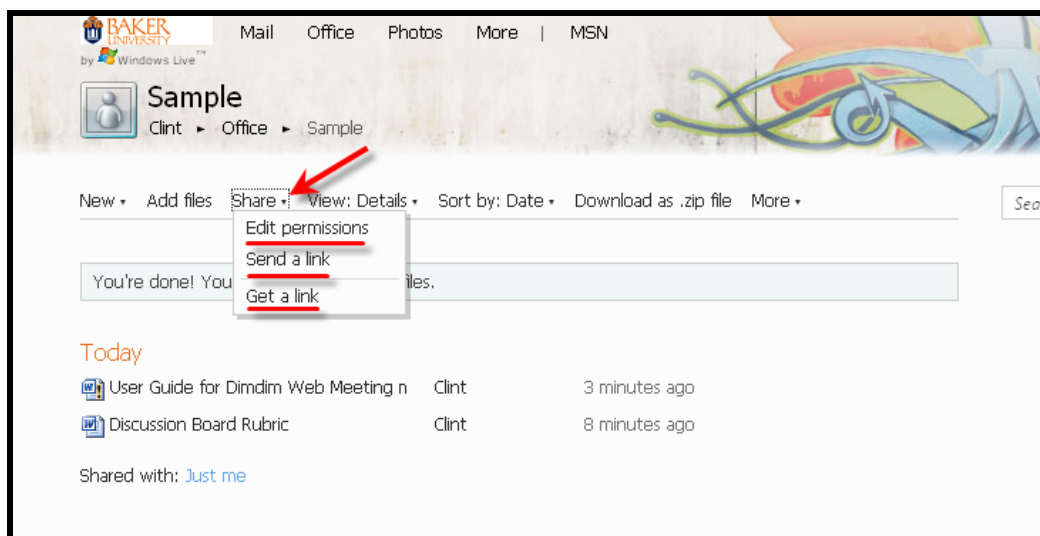 BAKER
UNIVERSITY
Mail Office Photos More | MSN
by Windows Live™
Sample
Clint ► Office ► Sample
New Add files Share View: Details Sort by: Date Download as .zip file More
Edit permissions
Send a link
You're done! You
Get a link
Today
User Guide for Dimdim Web Meeting n Clint 3 minutes ago
Discussion Board Rubric Clint 8 minutes ago
Shared with: Just me